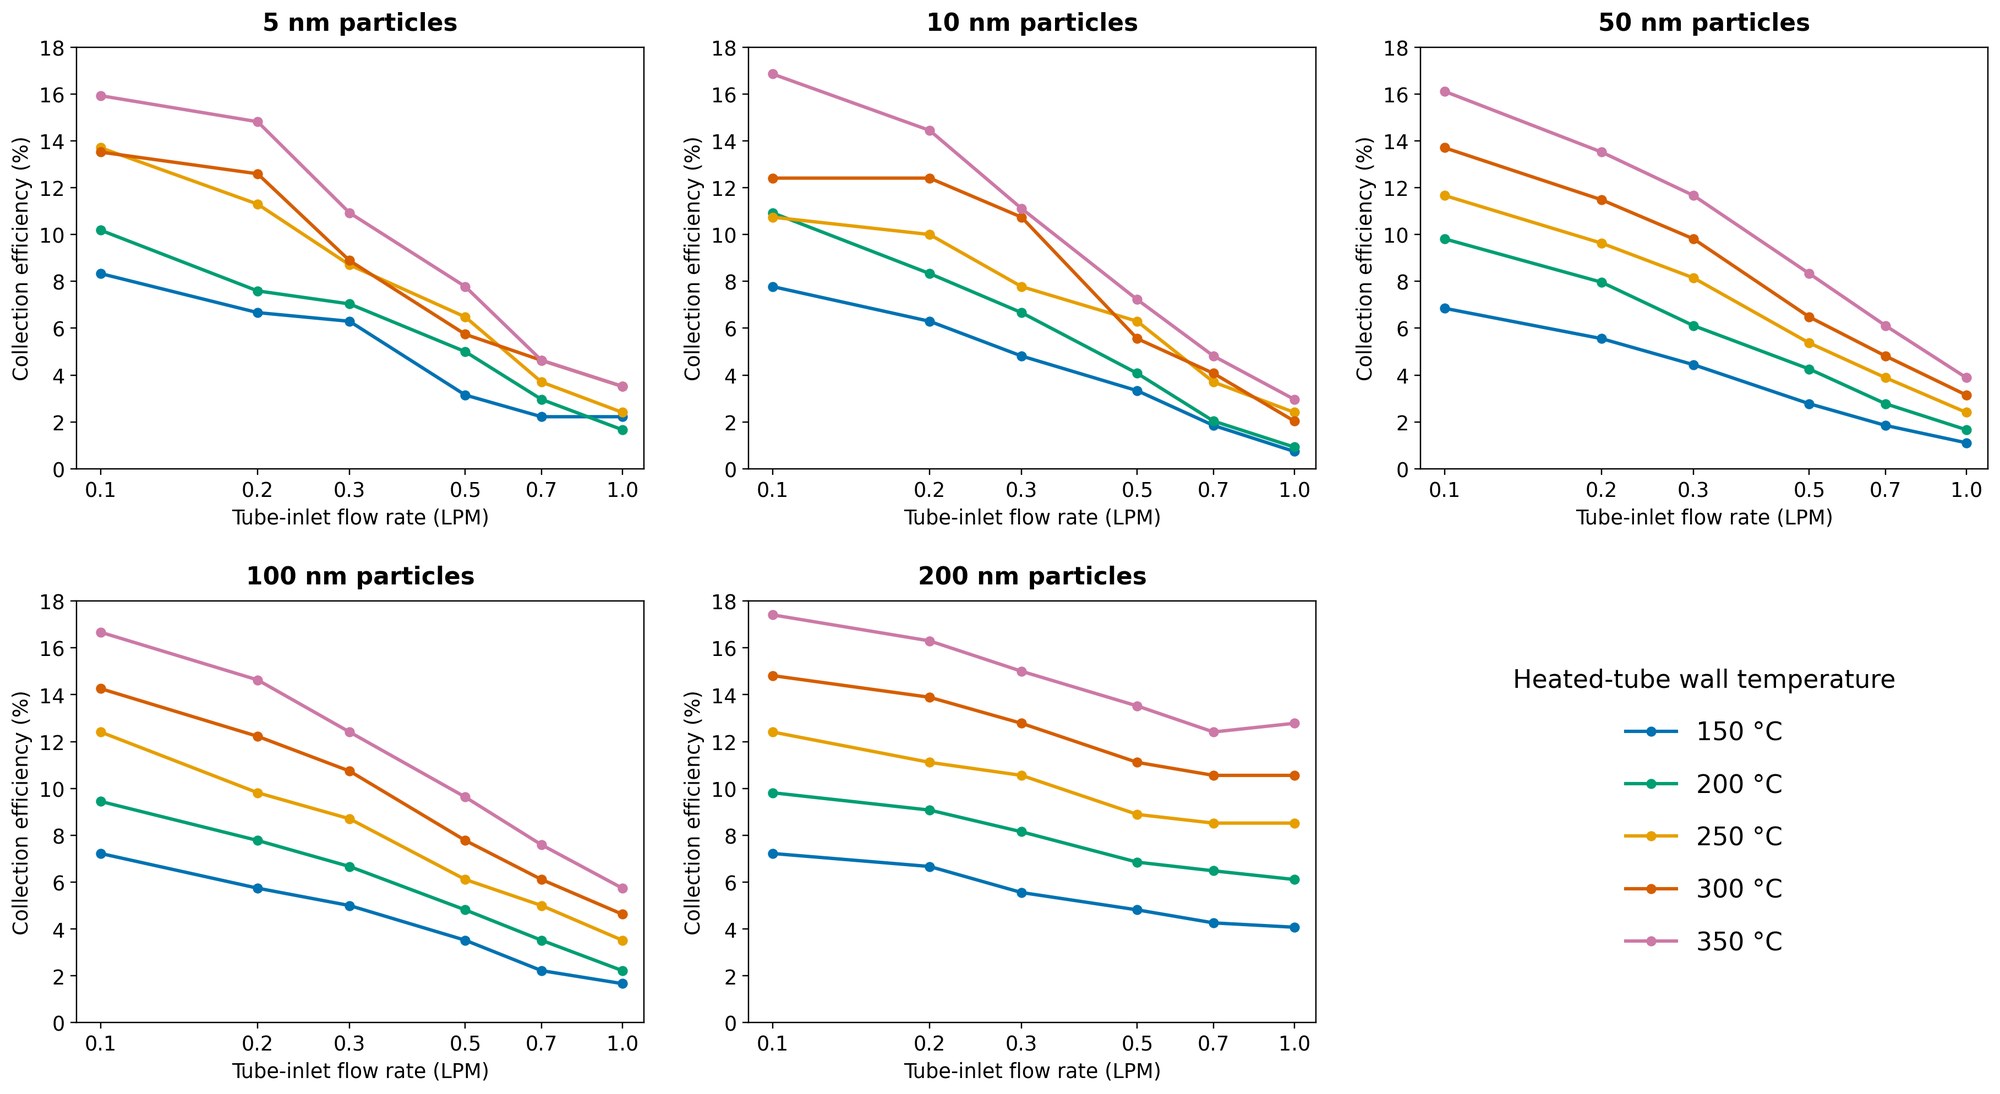 5 nm particles
18
16
14
12
10
8
6
4
2
0
Collection efficiency (%)
0.1 0.2 0.3 0.5 0.7 1.0
Tube-inlet flow rate (LPM)
10 nm particles
18
16
14
12
10
8
6
4
2
0
Collection efficiency (%)
0.1 0.2 0.3 0.5 0.7 1.0
Tube-inlet flow rate (LPM)
50 nm particles
18
16
14
12
10
8
6
4
2
0
Collection efficiency (%)
0.1 0.2 0.3 0.5 0.7 1.0
Tube-inlet flow rate (LPM)
100 nm particles
18
16
14
12
10
8
6
4
2
0
Collection efficiency (%)
0.1 0.2 0.3 0.5 0.7 1.0
Tube-inlet flow rate (LPM)
200 nm particles
18
16
14
12
10
8
6
4
2
0
Collection efficiency (%)
0.1 0.2 0.3 0.5 0.7 1.0
Tube-inlet flow rate (LPM)
Heated-tube wall temperature
150 °C
200 °C
250 °C
300 °C
350 °C